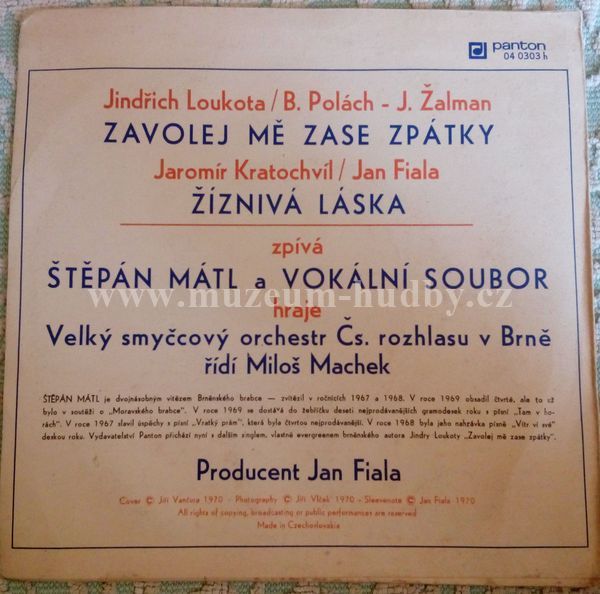 panton
04 0303 h
Jindřich Loukota / B. Polách - J. Žalman
ZAVOLEJ MĚ ZASE ZPÁTKY
Jaromír Kratochvíl / Jan Fiala
ŽÍZNIVÁ LÁSKA
zpívá
ŠTĚPÁN MÁTL a VOKÁLNÍ SOUBOR
www.muzeum-hudby.cz
hraje
Velký smyčcový orchestr Čs. rozhlasu v Brně
řídí Miloš Machek
ŠTĚPÁN MÁTL je dvojnásobným vítězem Brněnského brabce — zvítězil v ročnících 1967 a 1968. V roce 1969 obsadil čtvrté, ale to už
bylo v soutěži o „Moravského brabce". V roce 1969 se dostává do žebříčku deseti nejprodávanějších gramodesek roku s písní „Tam v ho-
rách". V roce 1967 slavil úspěchy s písní „Vratký prám", která byla čtvrtou nejprodávanější. V roce 1968 byla jeho nahrávka písně „Vítr ví své"
deskou roku. Vydavatelství Panton přichází nyní s dalším singlem, vlastně evergreenem brněnského autora Jindry Loukoty „Zavolej mě zase zpátky".
Producent Jan Fiala
Cover © Jiří Vančura 1970 - Photography © Jiří Vlček 1970 - Sleevenote © Jan Fiala 1970
All rights of copying, broadcasting or public performances are reserved
Made in Czechoslovakia